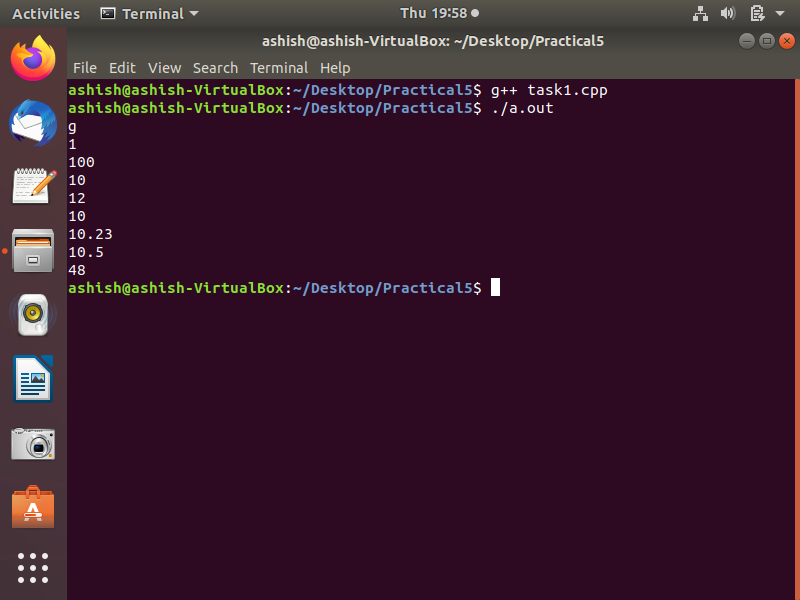 Activities Terminal Thu 19:58
ashish@ashish-VirtualBox: ~/Desktop/Practical5
File Edit View Search Terminal Help
ashish@ashish-VirtualBox:~/Desktop/Practical5$ g++ task1.cpp
ashish@ashish-VirtualBox:~/Desktop/Practical5$ ./a.out
g
1
100
10
12
10
10.23
10.5
48
ashish@ashish-VirtualBox:~/Desktop/Practical5$